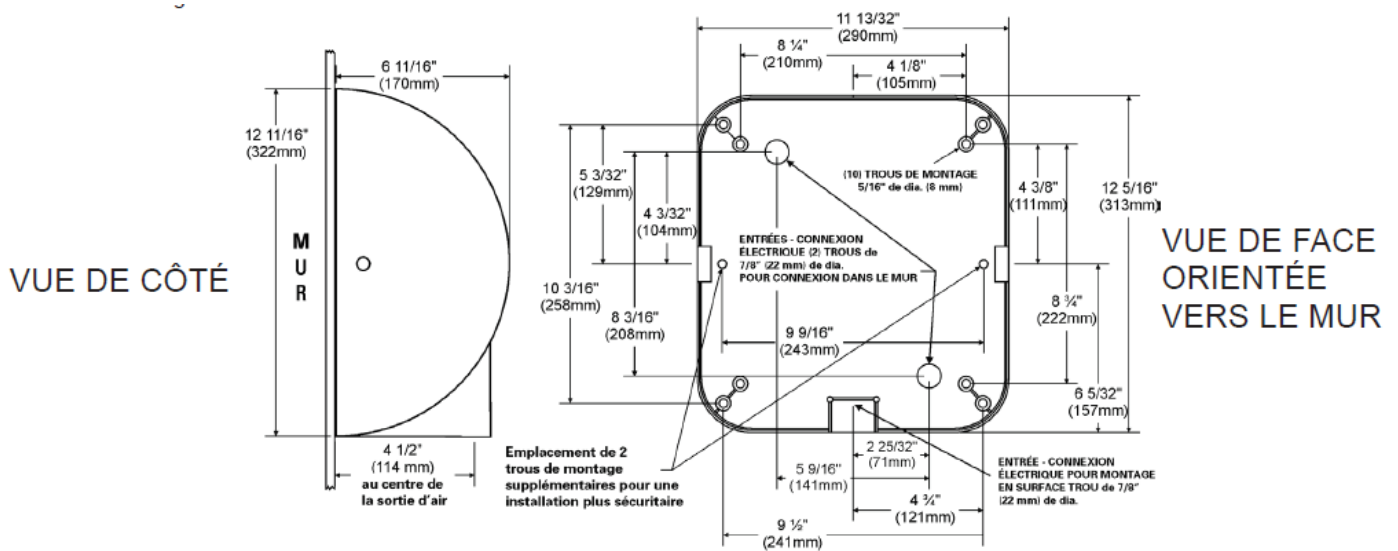 11 13/32"
(290mm)
8 ¼"
(210mm)
4 1/8"
(105mm)
6 11/16"
(170mm)
12 11/16"
(322mm)
5 3/32"
(129mm)
4 3/32"
(104mm)
(10) TROUS DE MONTAGE
5/16" de dia. (8 mm)
4 3/8"
(111mm)
12 5/16"
(313mm)
M
U
R
VUE DE CÔTÉ
ENTRÉES - CONNEXION
ÉLECTRIQUE (2) TROUS de
7/8" (22 mm) de dia.
POUR CONNEXION DANS LE MUR
VUE DE FACE
ORIENTÉE
VERS LE MUR
10 3/16"
(258mm)
8 3/16"
(208mm)
9 9/16"
(243mm)
8 ¾"
(222mm)
6 5/32"
(157mm)
4 1/2"
(114 mm)
au centre de
la sortie d'air
Emplacement de 2
trous de montage
supplémentaires pour une
installation plus sécuritaire
2 25/32"
(71mm)
5 9/16"
(141mm)
4 ¾"
(121mm)
9 ½"
(241mm)
ENTRÉE - CONNEXION
ÉLECTRIQUE POUR MONTAGE
EN SURFACE TROU de 7/8"
(22 mm) de dia.